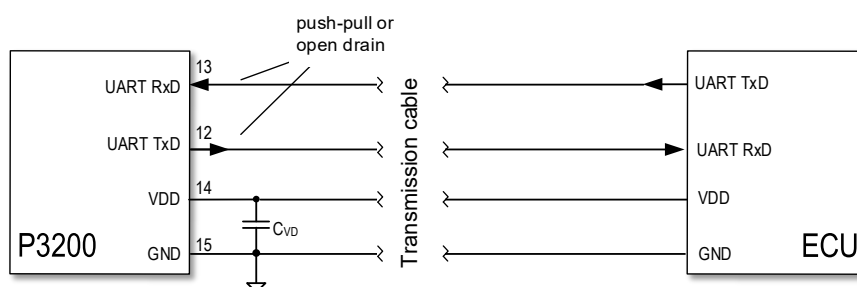 push-pull or
open drain
13
UART RxD
UART TxD
12
UART TxD
UART RxD
14
VDD
VDD
C_VD
15
P3200
GND
GND
ECU
Transmission cable